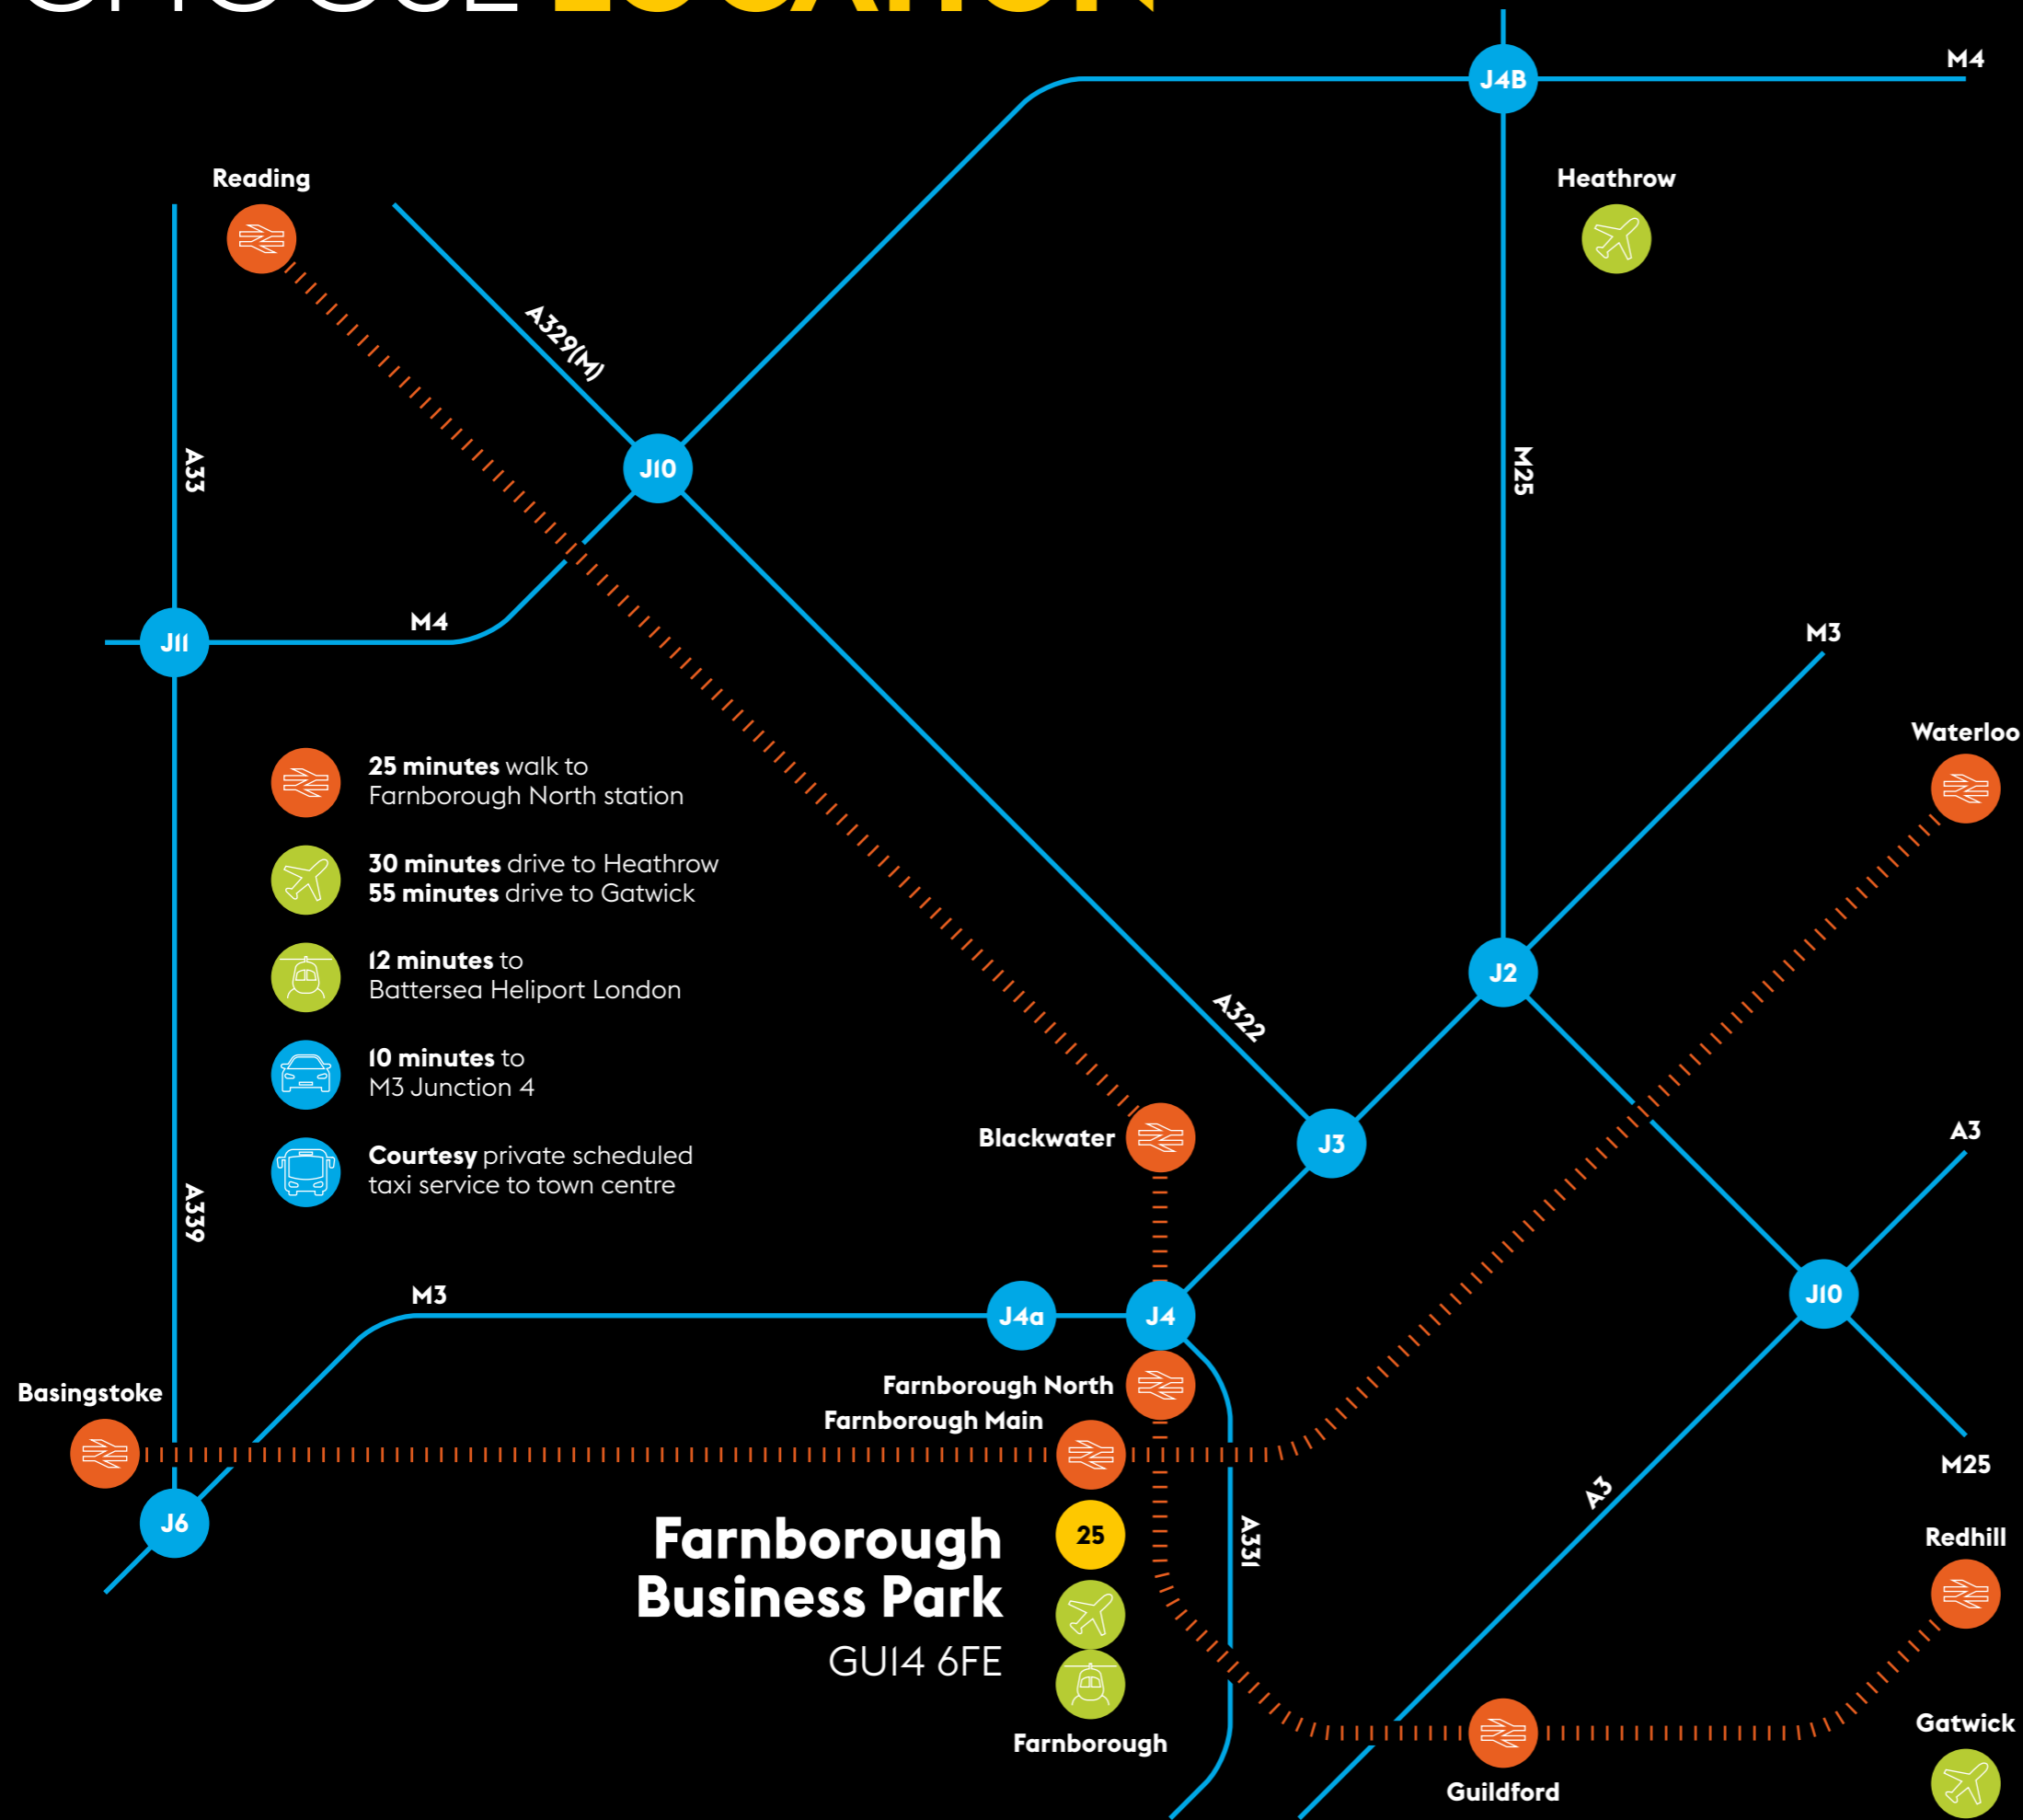 CHOOSE LOCATION
M4
J4B
Reading
Heathrow
A329(M)
J10
A33
M25
M4
J11
M3
Waterloo
25 minutes walk to
Farnborough North station
30 minutes drive to Heathrow
55 minutes drive to Gatwick
12 minutes to
Battersea Heliport London
10 minutes to
M3 Junction 4
Courtesy private scheduled
taxi service to town centre
J2
A322
Blackwater
J3
A3
A339
M3
J4a
J4
J10
Basingstoke
Farnborough North
Farnborough Main
M25
A3
J6
Farnborough
Business Park
GU14 6FE
25
A331
Redhill
Farnborough
Guildford
Gatwick